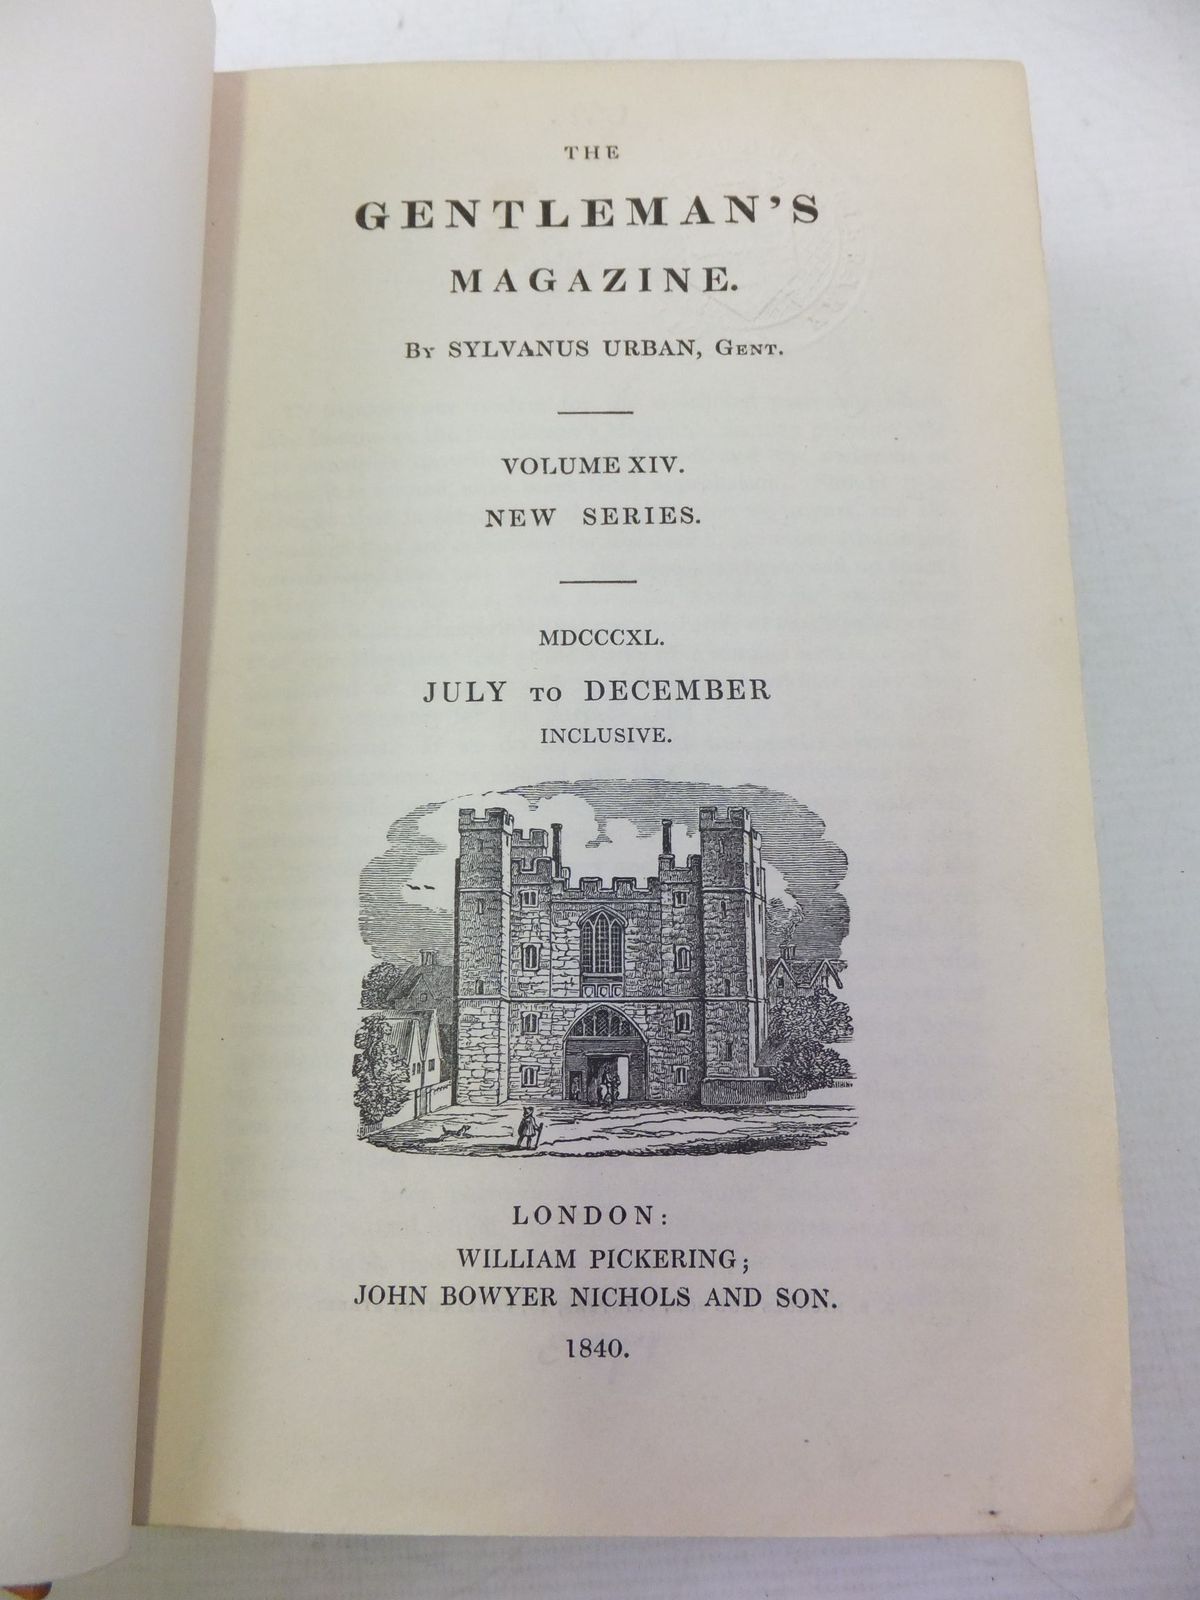 THE
GENTLEMAN'S
MAGAZINE.
By SYLVANUS URBAN, Gent.
VOLUME XIV.
NEW SERIES.
MDCCCXL.
JULY TO DECEMBER
INCLUSIVE.
LONDON:
WILLIAM PICKERING;
JOHN BOWYER NICHOLS AND SON.
1840.